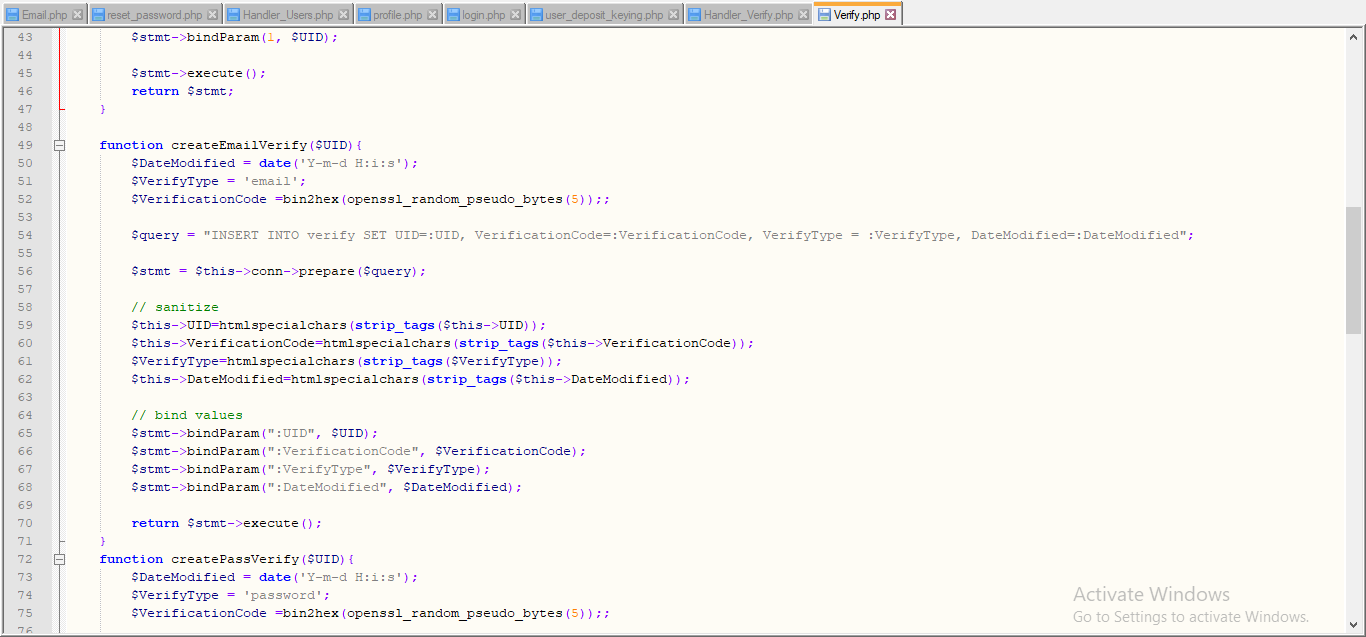 Email.php reset_password.php Handler_Users.php profile.php login.php user_deposit_keying.php Handler_Verify.php Verify.php
43 $stmt->bindParam(1, $UID);
44
45 $stmt->execute();
46 return $stmt;
47 }
48
49 function createEmailVerify($UID){
50 $DateModified = date('Y-m-d H:i:s');
51 $VerifyType = 'email';
52 $VerificationCode =bin2hex(openssl_random_pseudo_bytes(5));;
53
54 $query = "INSERT INTO verify SET UID=:UID, VerificationCode=:VerificationCode, VerifyType = :VerifyType, DateModified=:DateModified";
55
56 $stmt = $this->conn->prepare($query);
57
58 // sanitize
59 $this->UID=htmlspecialchars(strip_tags($this->UID));
60 $this->VerificationCode=htmlspecialchars(strip_tags($this->VerificationCode));
61 $VerifyType=htmlspecialchars(strip_tags($VerifyType));
62 $this->DateModified=htmlspecialchars(strip_tags($this->DateModified));
63
64 // bind values
65 $stmt->bindParam(":UID", $UID);
66 $stmt->bindParam(":VerificationCode", $VerificationCode);
67 $stmt->bindParam(":VerifyType", $VerifyType);
68 $stmt->bindParam(":DateModified", $DateModified);
69
70 return $stmt->execute();
71 }
72 function createPassVerify($UID){
73 $DateModified = date('Y-m-d H:i:s');
74 $VerifyType = 'password';
75 $VerificationCode =bin2hex(openssl_random_pseudo_bytes(5));;
76
Activate Windows
Go to Settings to activate Windows.